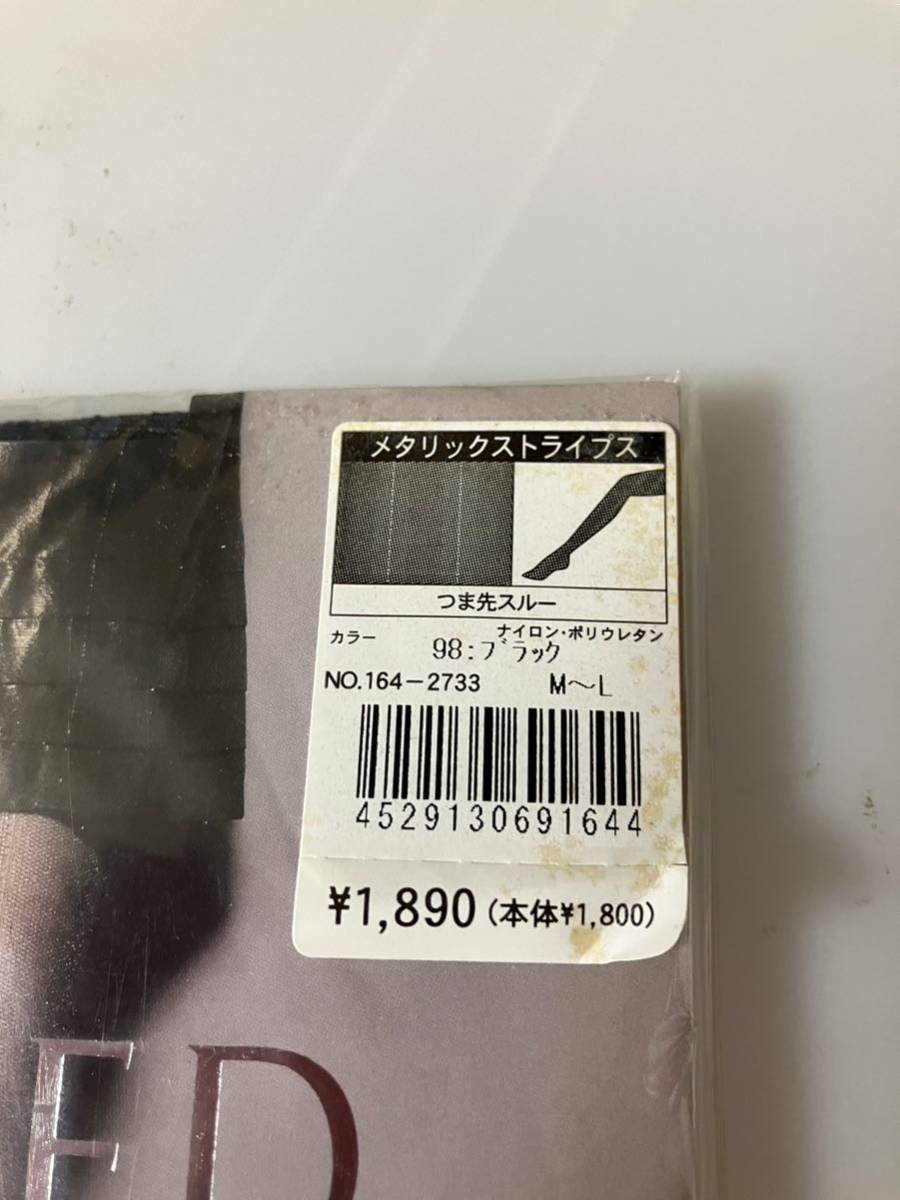 メタリックストライプス
つま先スルー
カラー ナイロン・ポリウレタン
98:ブラック
NO.164-2733 M～L
4529130691644
¥1,890 (本体¥1,800)
ED